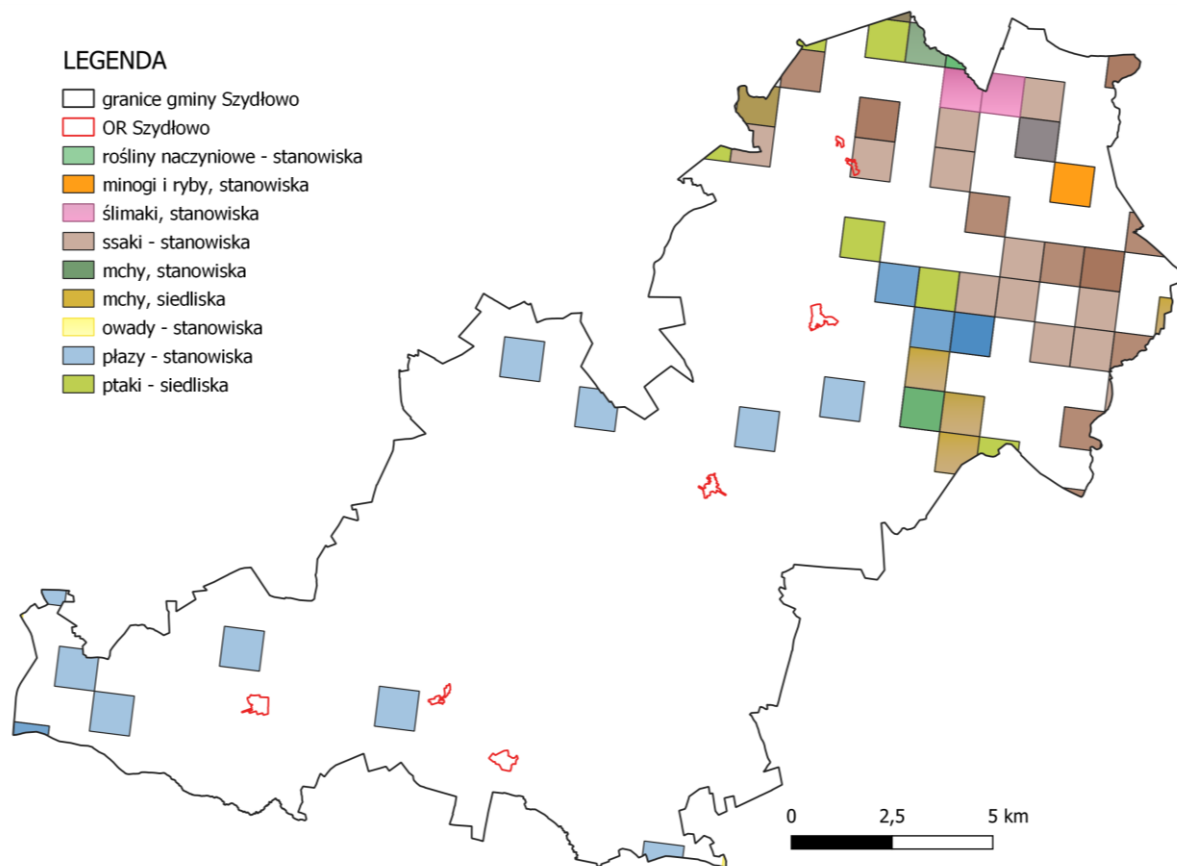 LEGENDA
granice gminy Szydłowo
OR Szydłowo
rośliny naczyniowe - stanowiska
minogi i ryby, stanowiska
ślimaki, stanowiska
ssaki - stanowiska
mchy, stanowiska
mchy, siedliska
owady - stanowiska
płazy - stanowiska
ptaki - siedliska
0 2,5 5 km